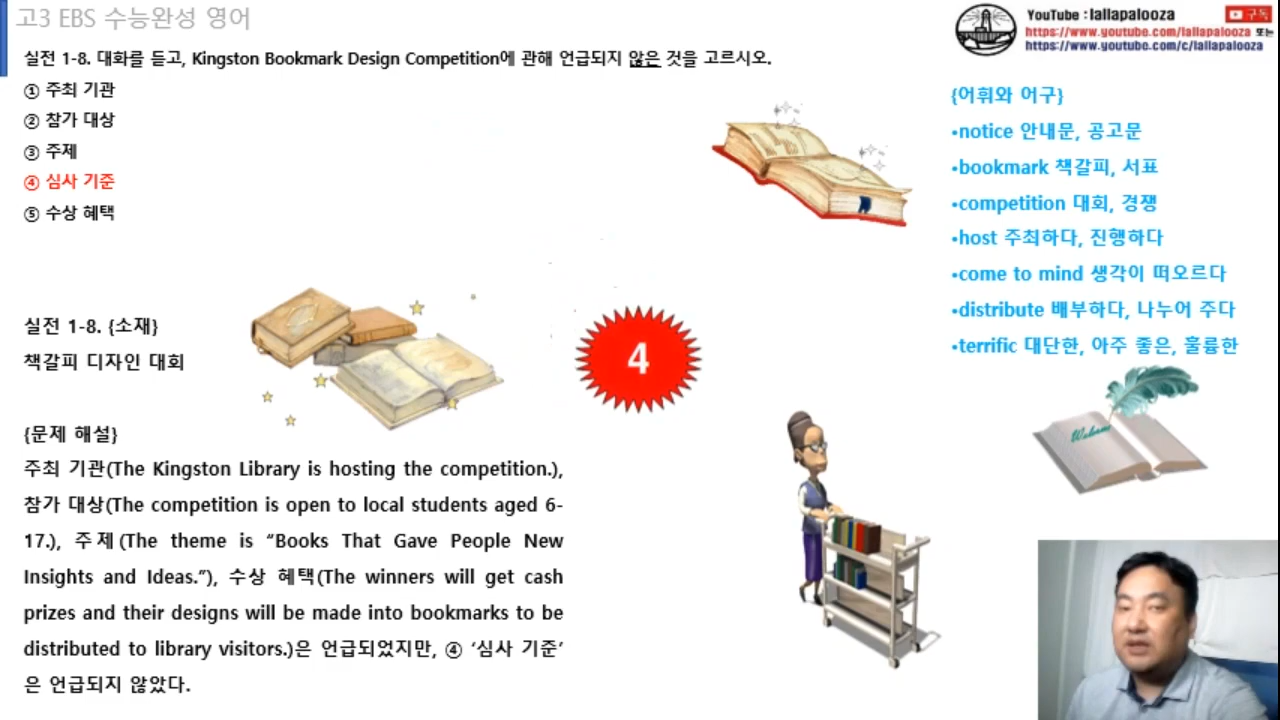 고3 EBS 수능완성 영어
YouTube : lallapalooza
구독
https://www.youtube.com/lallapalooza 또는
https://www.youtube.com/c/lallapalooza
실전 1-8. 대화를 듣고, Kingston Bookmark Design Competition에 관해 언급되지 않은 것을 고르시오.
① 주최 기관
② 참가 대상
③ 주제
④ 심사 기준
⑤ 수상 혜택
{어휘와 어구}
•notice 안내문, 공고문
•bookmark 책갈피, 서표
•competition 대회, 경쟁
•host 주최하다, 진행하다
•come to mind 생각이 떠오르다
•distribute 배부하다, 나누어 주다
•terrific 대단한, 아주 좋은, 훌륭한
실전 1-8. {소재}
책갈피 디자인 대회
4
Welcome
{문제 해설}
주최 기관(The Kingston Library is hosting the competition.),
참가 대상(The competition is open to local students aged 6-
17.), 주제(The theme is “Books That Gave People New
Insights and Ideas.”), 수상 혜택(The winners will get cash
prizes and their designs will be made into bookmarks to be
distributed to library visitors.)은 언급되었지만, ④ ‘심사 기준’
은 언급되지 않았다.